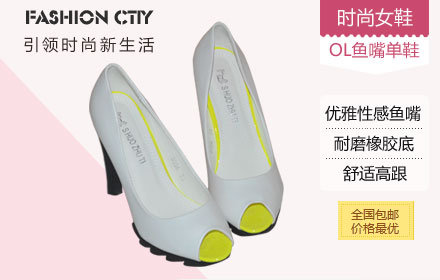 FASHION CTIY
引领时尚新生活
时尚女鞋
OL鱼嘴单鞋
优雅性感鱼嘴
耐磨橡胶底
舒适高跟
全国包邮
价格最优